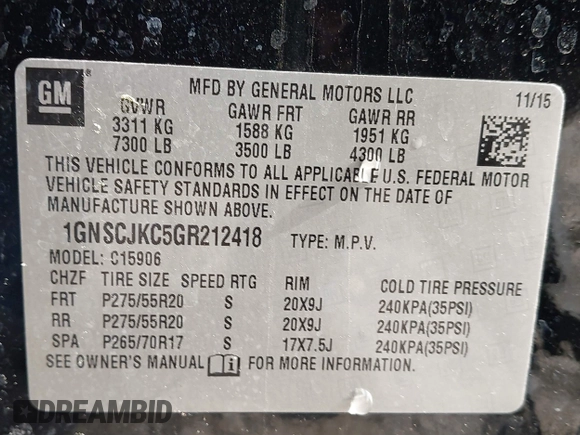 GM
MFD BY GENERAL MOTORS LLC
11/15
GVWR GAWR FRT GAWR RR
3311 KG 1588 KG 1951 KG
7300 LB 3500 LB 4300 LB
THIS VEHICLE CONFORMS TO ALL APPLICABLE U.S. FEDERAL MOTOR
VEHICLE SAFETY STANDARDS IN EFFECT ON THE DATE OF
MANUFACTURE SHOWN ABOVE.
1GNSCJKC5GR212418 TYPE: M.P.V.
MODEL: C15906
CHZF TIRE SIZE SPEED RTG RIM COLD TIRE PRESSURE
FRT P275/55R20 S 20X9J 240KPA(35PSI)
RR P275/55R20 S 20X9J 240KPA(35PSI)
SPA P265/70R17 S 17X7.5J 240KPA(35PSI)
SEE OWNER'S MANUAL i FOR MORE INFORMATION.
DREAMBID